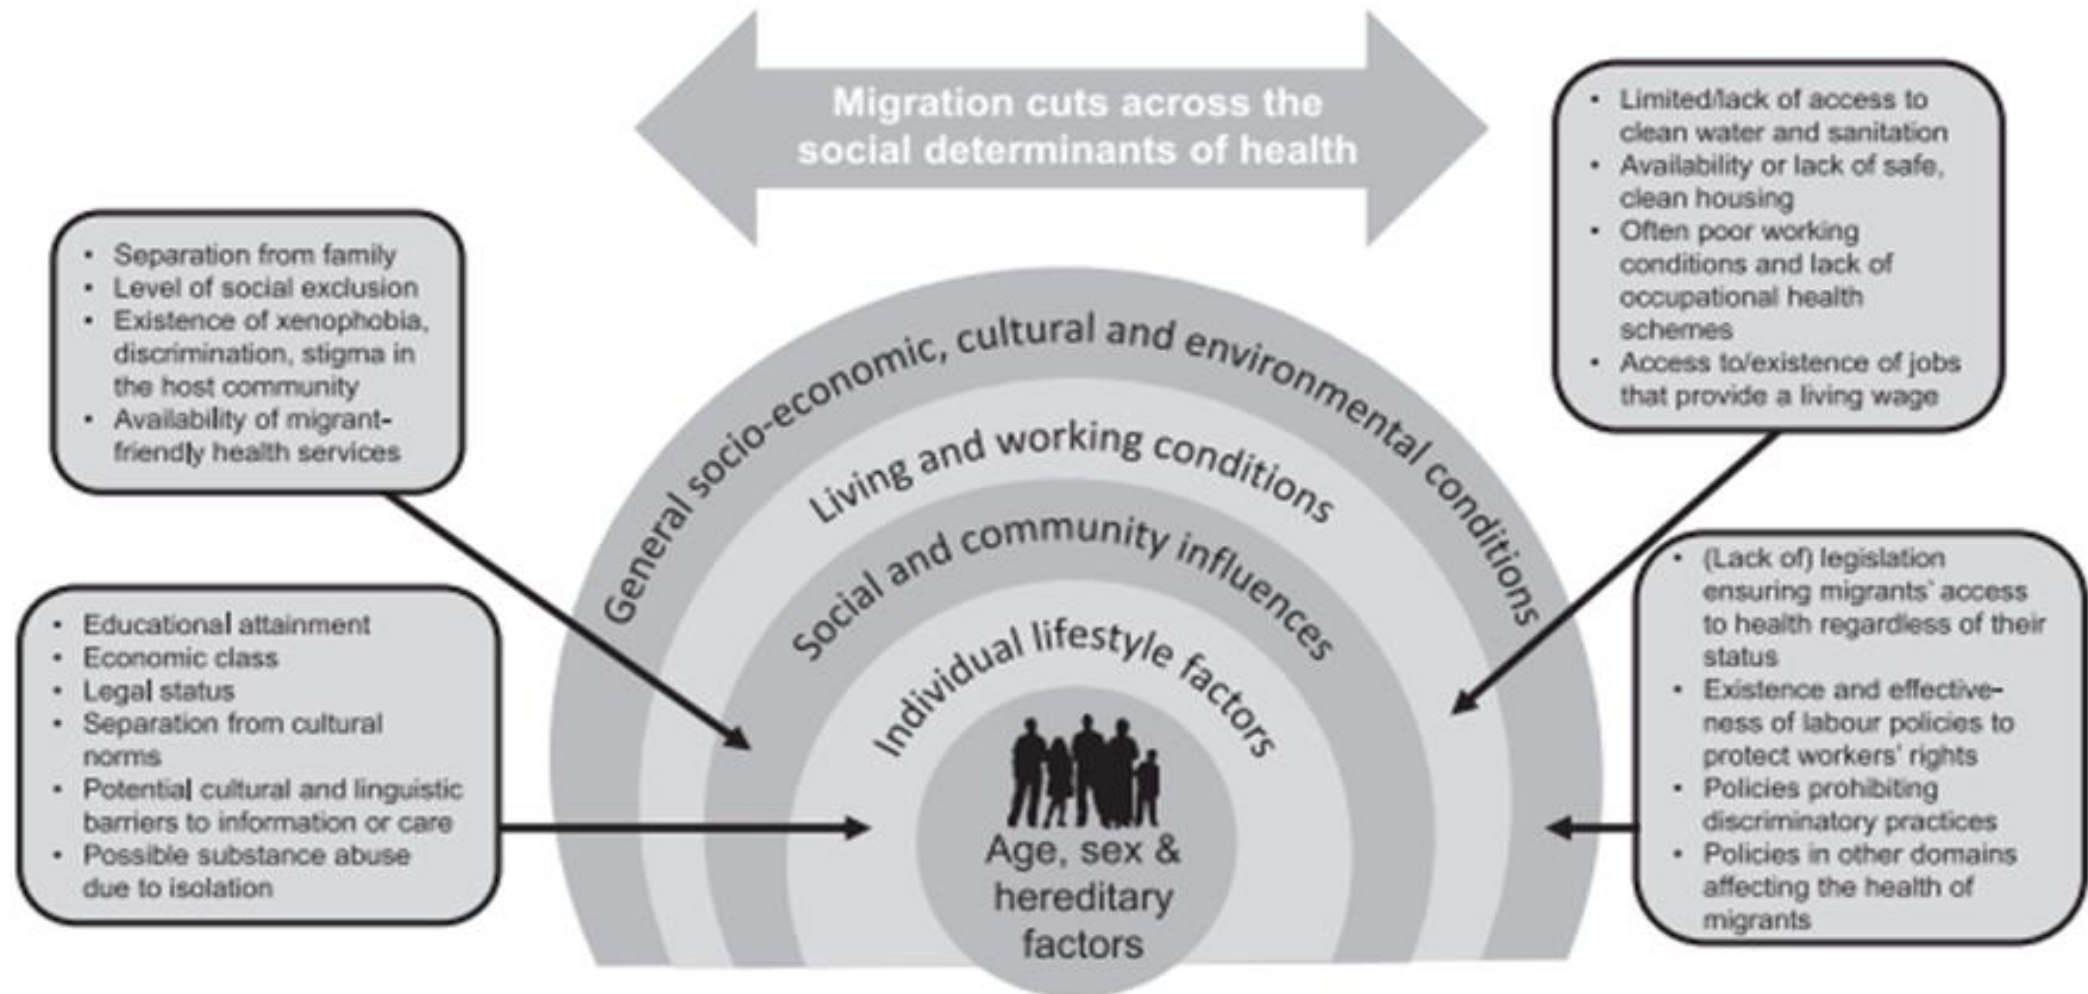 Migration cuts across the
social determinants of health
• Separation from family
• Level of social exclusion
• Existence of xenophobia,
discrimination, stigma in
the host community
• Availability of migrant-
friendly health services
• Educational attainment
• Economic class
• Legal status
• Separation from cultural
norms
• Potential cultural and linguistic
barriers to information or care
• Possible substance abuse
due to isolation
General socio-economic, cultural and environmental conditions
Living and working conditions
Social and community influences
Individual lifestyle factors
Age, sex &
hereditary
factors
• Limited/lack of access to
clean water and sanitation
• Availability or lack of safe,
clean housing
• Often poor working
conditions and lack of
occupational health
schemes
• Access to/existence of jobs
that provide a living wage
• (Lack of) legislation
ensuring migrants' access
to health regardless of their
status
• Existence and effective-
ness of labour policies to
protect workers' rights
• Policies prohibiting
discriminatory practices
• Policies in other domains
affecting the health of
migrants